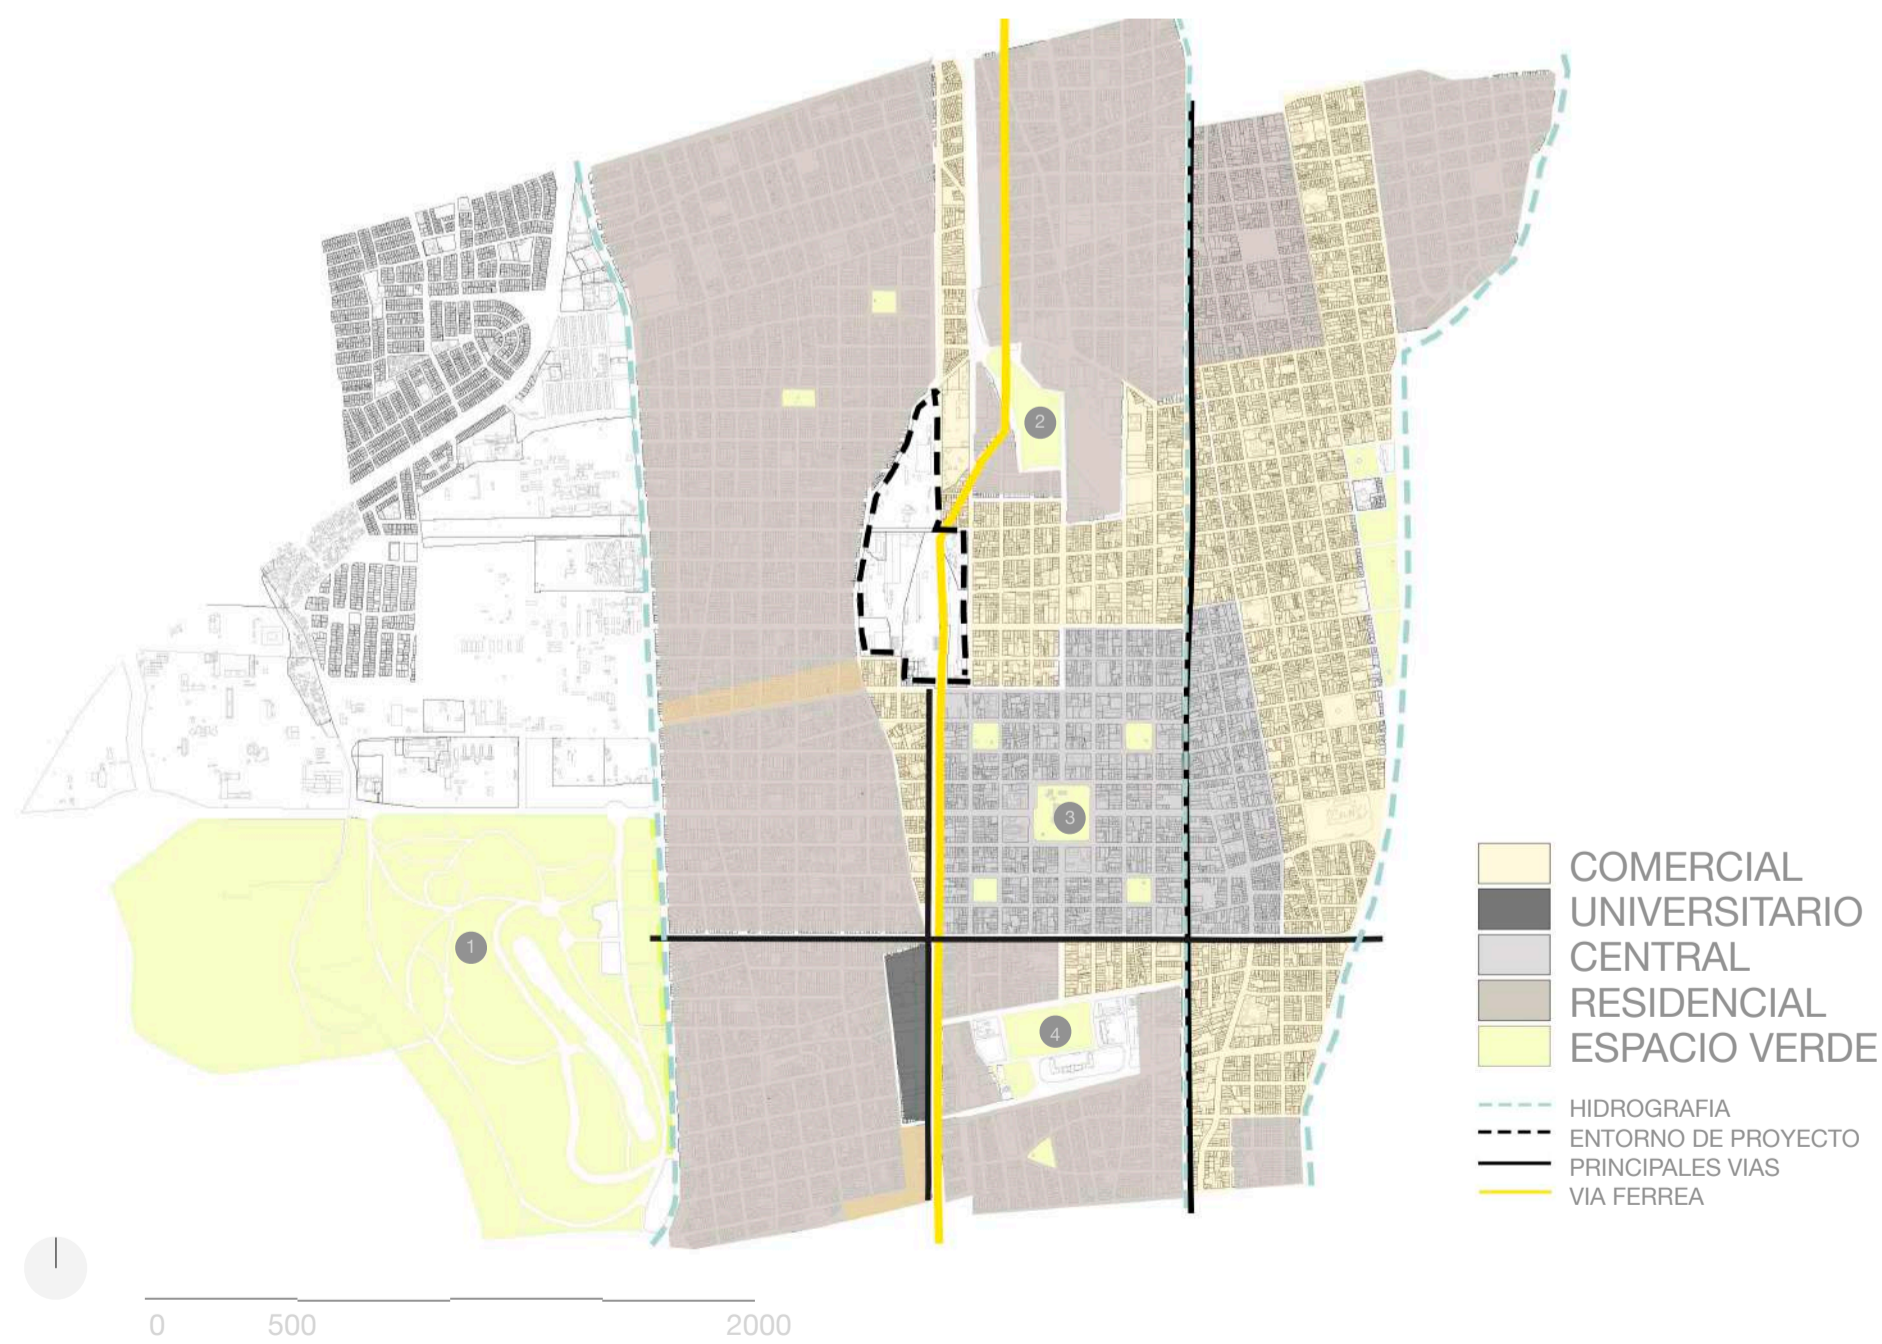 2
3
1
4
COMERCIAL
UNIVERSITARIO
CENTRAL
RESIDENCIAL
ESPACIO VERDE
HIDROGRAFIA
ENTORNO DE PROYECTO
PRINCIPALES VIAS
VIA FERREA
0 500 2000